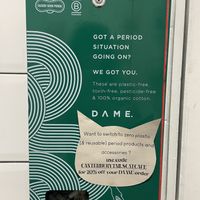 GOT A PERIOD
SITUATION
GOING ON?
WE GOT YOU.
These are plastic-free,
toxin-free, pesticide-free
& 100% organic cotton.
DAME.
Want to switch to zero plastic
(& reusable) period products and
accessories?
use code
CANTERBURYTAILSCATCAFE
for 20% off your DAME order